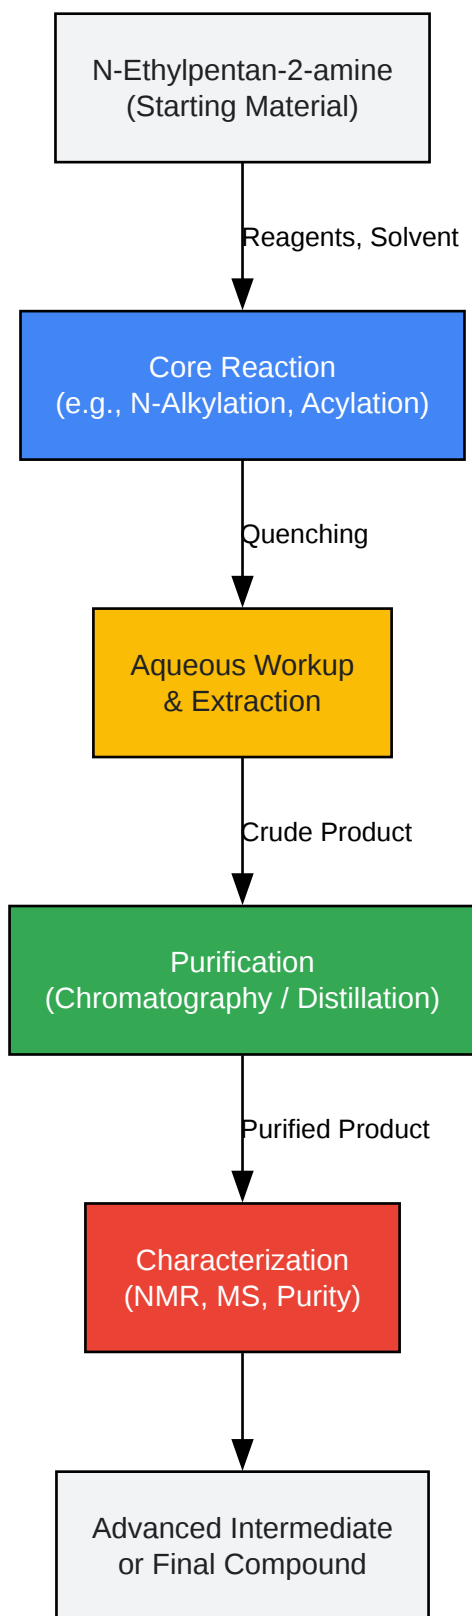 N-Ethylpentan-2-amine
(Starting Material)
Reagents, Solvent
Core Reaction
(e.g., N-Alkylation, Acylation)
Quenching
Aqueous Workup
& Extraction
Crude Product
Purification
(Chromatography / Distillation)
Purified Product
Characterization
(NMR, MS, Purity)
Advanced Intermediate
or Final Compound